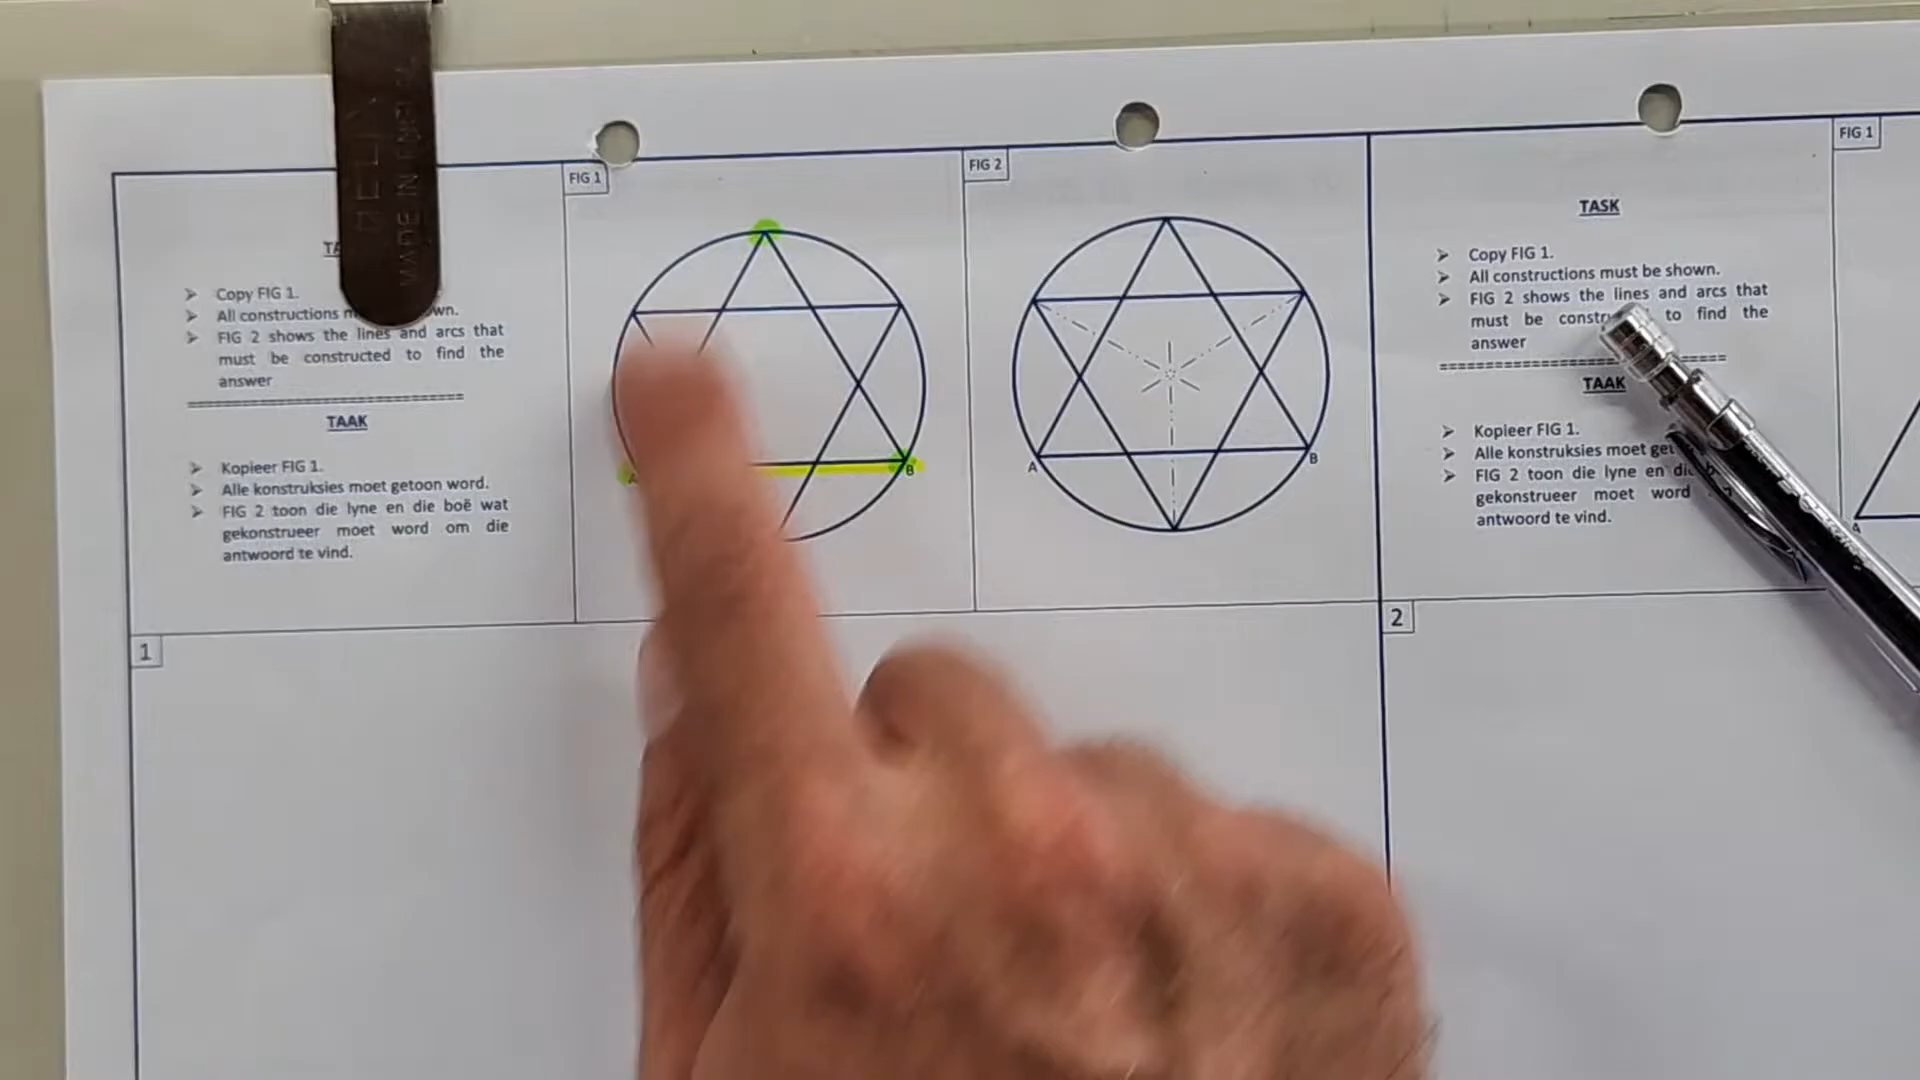 MADE IN ENGLAND
FIG 1
FIG 2
FIG 1
Copy FIG 1.
All constructions own.
FIG 2 shows the lines and arcs that
must be constructed to find the
answer
==============================
TAAK
Kopieer FIG 1.
Alle konstruksies moet getoon word.
FIG 2 toon die lyne en die boë wat
gekonstrueer moet word om die
antwoord te vind.
A
B
A
B
TASK
Copy FIG 1.
All constructions must be shown.
FIG 2 shows the lines and arcs that
must be to find the
answer
==============================
TAAK
Kopieer FIG 1.
Alle konstruksies moet
FIG 2 toon die lyne en die
gekonstrueer moet word
antwoord te vind.
A
1
2